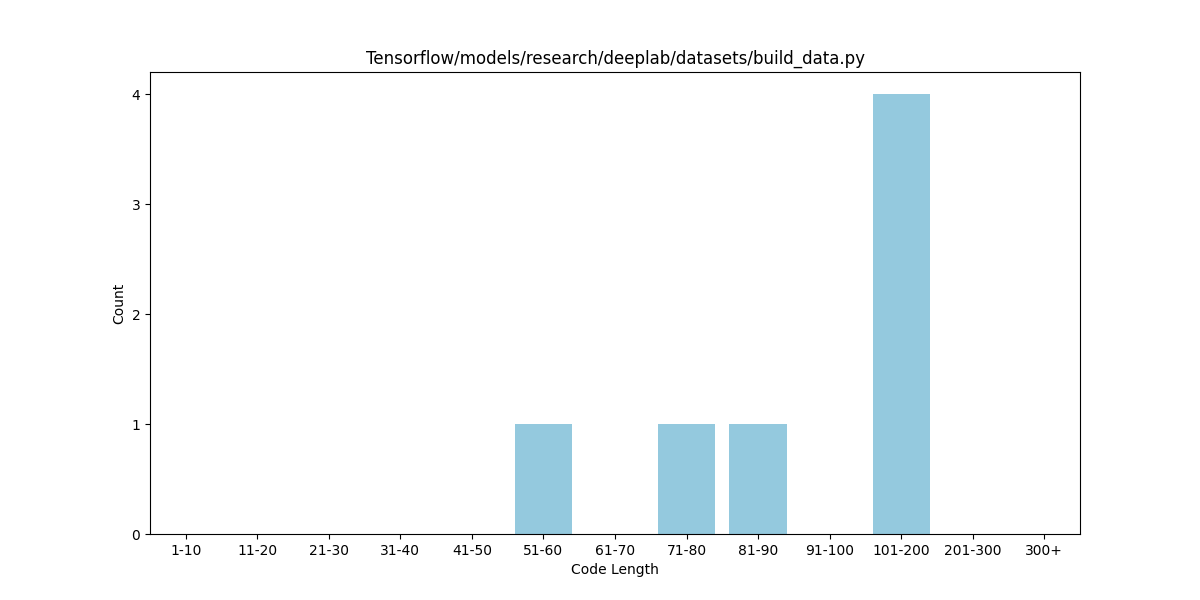 Tensorflow/models/research/deeplab/datasets/build_data.py
4
3
2
1
0
Count
1-10 11-20 21-30 31-40 41-50 51-60 61-70 71-80 81-90 91-100 101-200 201-300 300+
Code Length